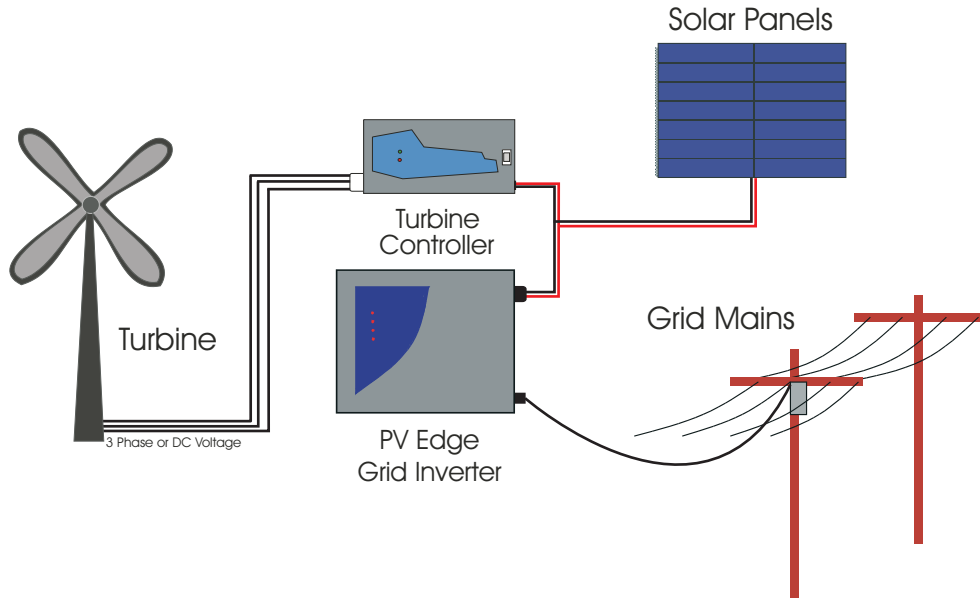 Solar Panels
Turbine
Controller
Turbine
Grid Mains
3 Phase or DC Voltage
PV Edge
Grid Inverter